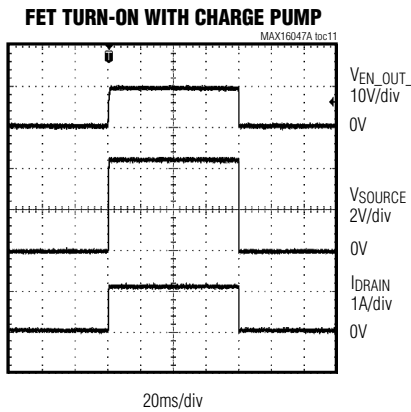 FET TURN-ON WITH CHARGE PUMP
MAX16047A toc11
T
VEN_OUT_
10V/div
0V
VSOURCE
2V/div
0V
IDRAIN
1A/div
0V
20ms/div